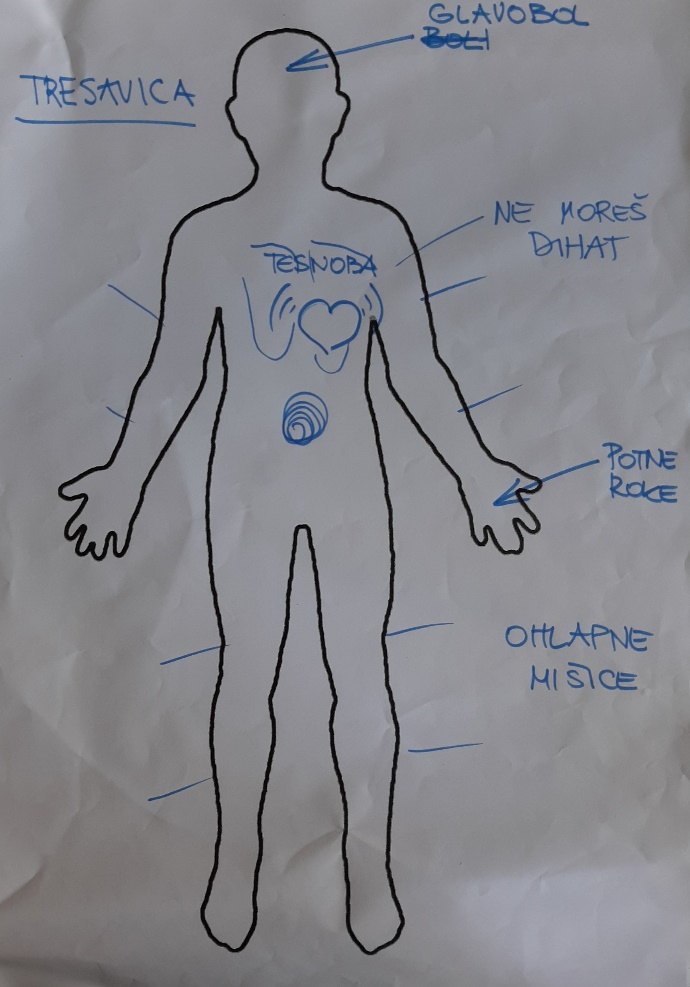 GLAVOBOL
BOLI
TRESAVICA
NE MOREŠ
DIHAT
TESNOBA
POTNE
ROKE
OHLAPNE
MIŠICE